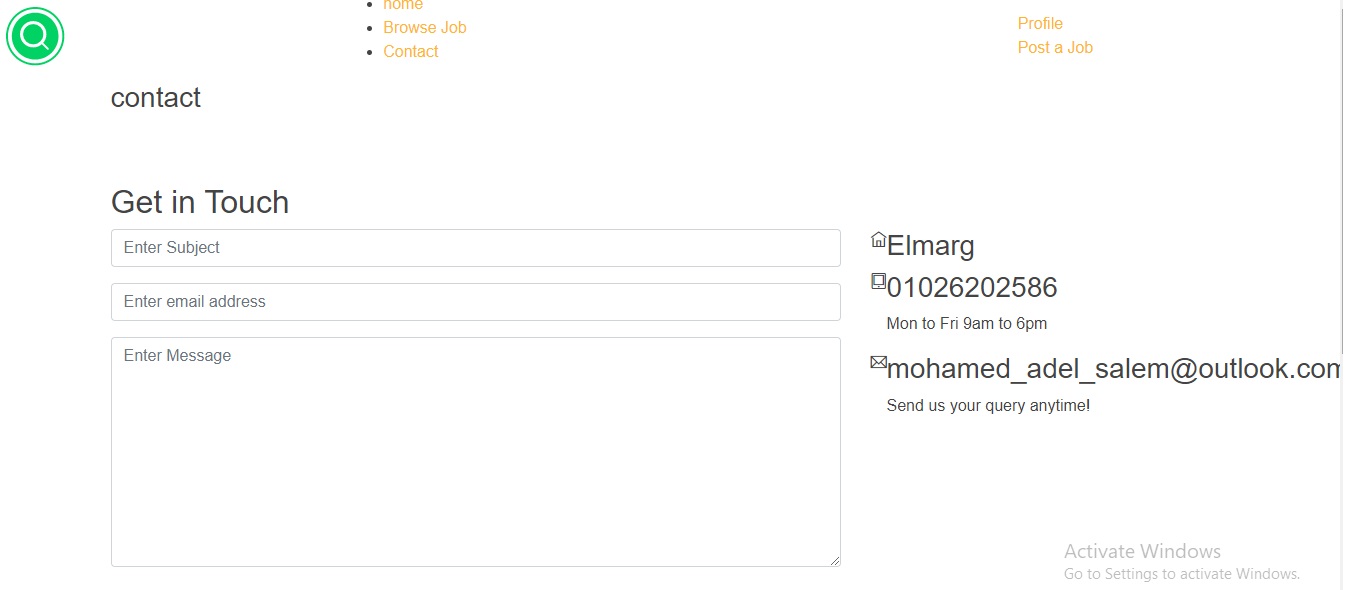 home
Browse Job
Contact
Profile
Post a Job
contact
Get in Touch
Enter Subject
Enter email address
Enter Message
Elmarg
01026202586
Mon to Fri 9am to 6pm
mohamed_adel_salem@outlook.com
Send us your query anytime!
Activate Windows
Go to Settings to activate Windows.